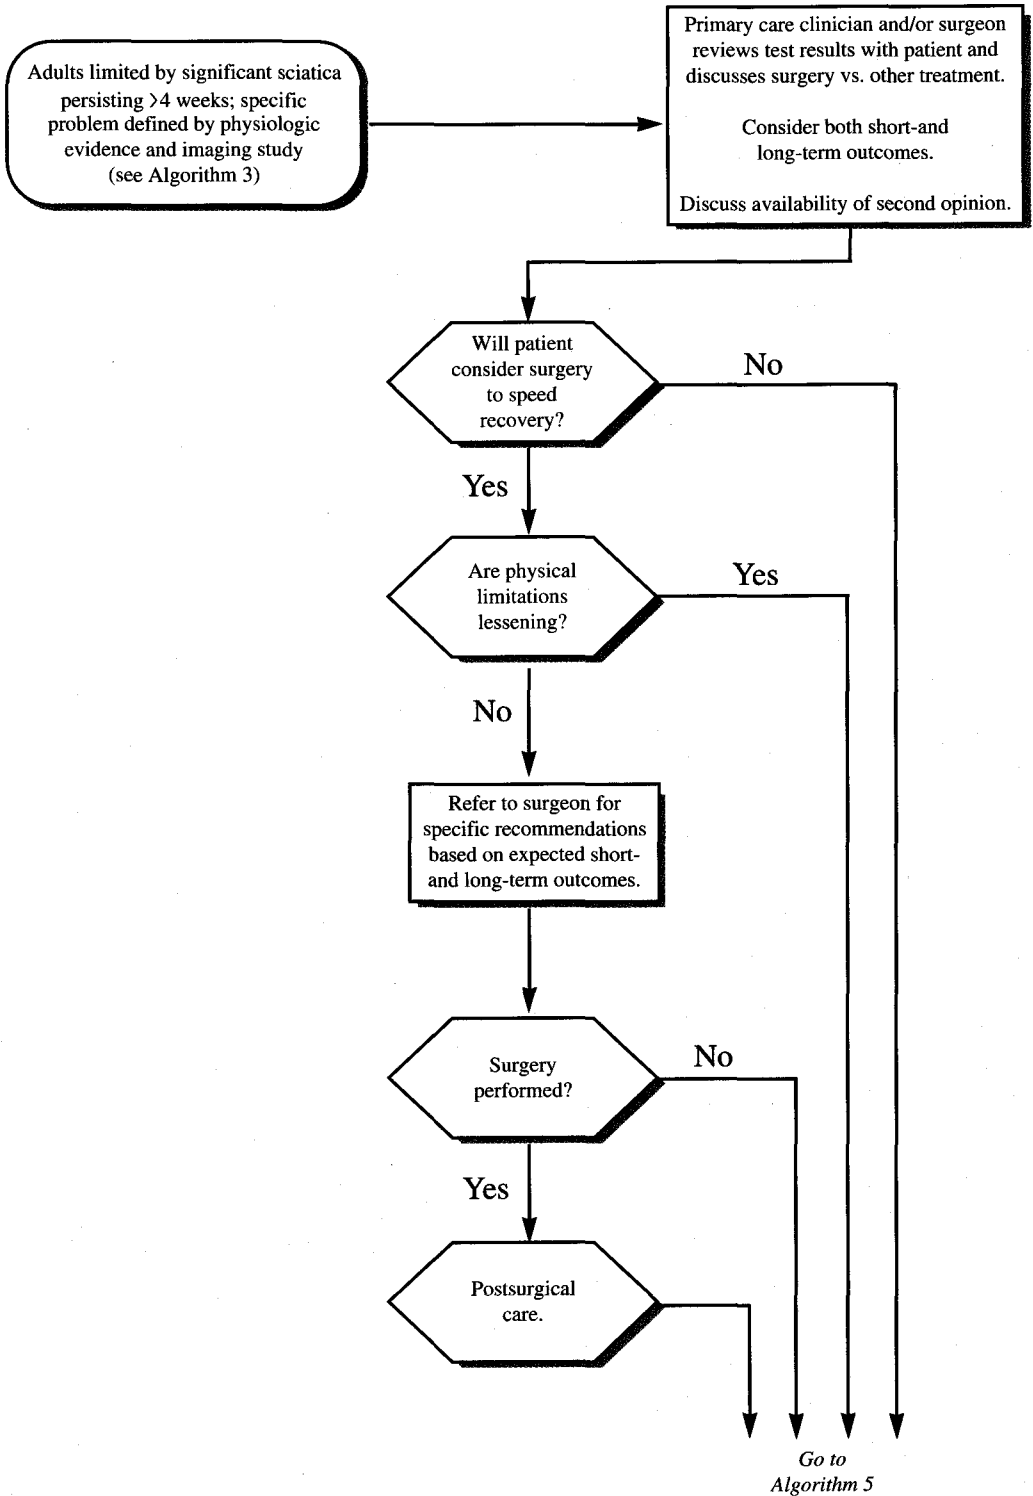 Adults limited by significant sciatica
persisting >4 weeks; specific
problem defined by physiologic
evidence and imaging study
(see Algorithm 3)
Primary care clinician and/or surgeon
reviews test results with patient and
discusses surgery vs. other treatment.
Consider both short-and
long-term outcomes.
Discuss availability of second opinion.
Will patient
consider surgery
to speed
recovery?
No
Yes
Are physical
limitations
lessening?
Yes
No
Refer to surgeon for
specific recommendations
based on expected short-
and long-term outcomes.
Surgery
performed?
No
Yes
Postsurgical
care.
Go to
Algorithm 5